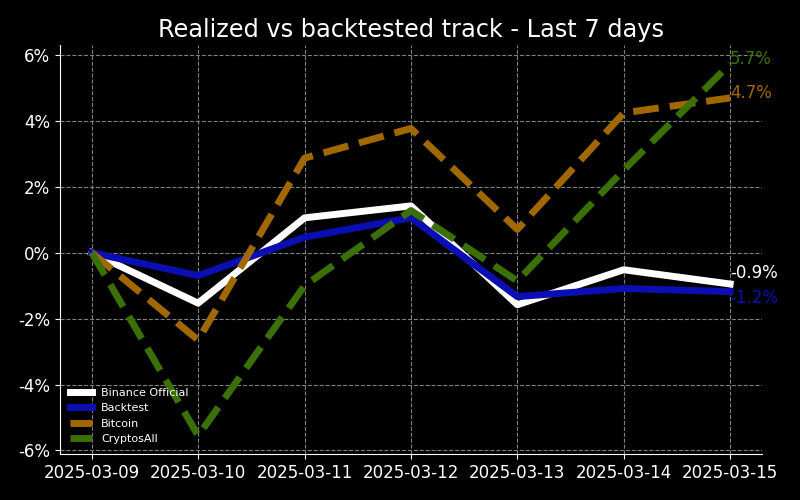 Realized vs backtested track - Last 7 days
6%
4%
2%
0%
-2%
-4%
-6%
5.7%
4.7%
-0.9%
-1.2%
Binance Official
Backtest
Bitcoin
CryptosAll
2025-03-09 2025-03-10 2025-03-11 2025-03-12 2025-03-13 2025-03-14 2025-03-15